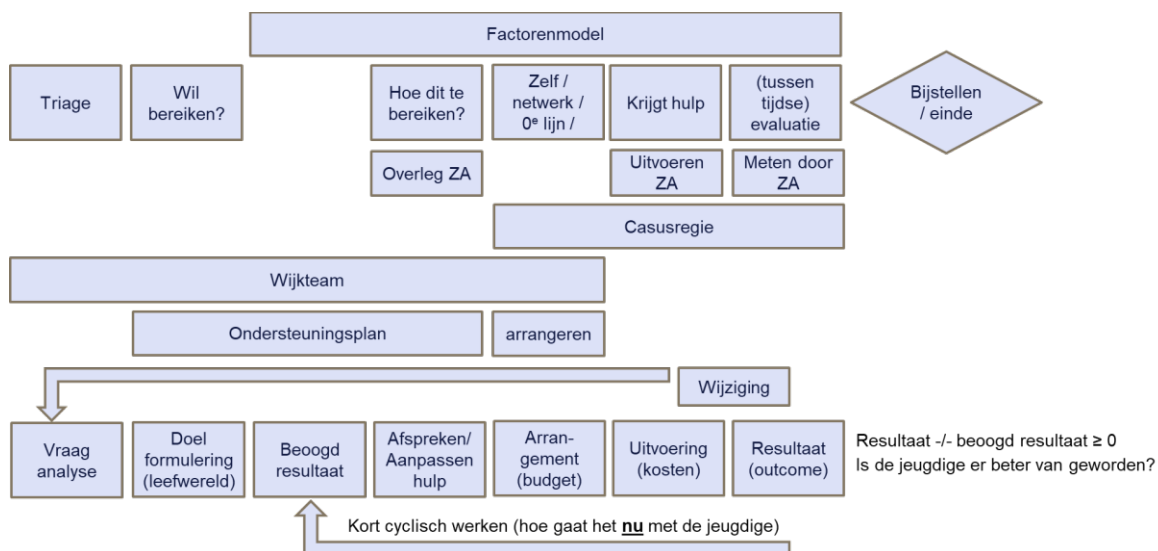 Factorenmodel
Triage
Wil
bereiken?
Hoe dit te
bereiken?
Zelf /
netwerk /
0ᵉ lijn /
Krijgt hulp
(tussen
tijdse)
evaluatie
Bijstellen
/ einde
Overleg ZA
Uitvoeren
ZA
Meten door
ZA
Casusregie
Wijkteam
Ondersteuningsplan
arrangeren
Wijziging
Vraag
analyse
Doel
formulering
(leefwereld)
Beoogd
resultaat
Afspreken/
Aanpassen
hulp
Arran-
gement
(budget)
Uitvoering
(kosten)
Resultaat
(outcome)
Resultaat -/- beoogd resultaat ≥ 0
Is de jeugdige er beter van geworden?
Kort cyclisch werken (hoe gaat het nu met de jeugdige)